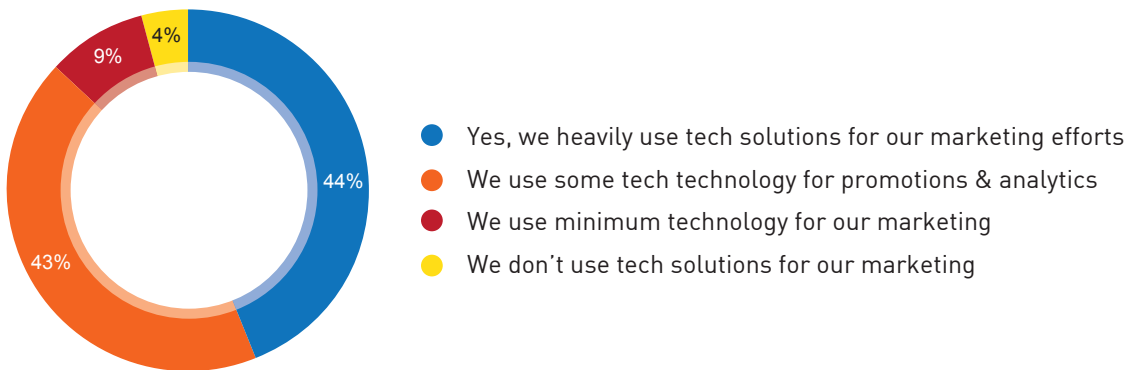 4%
9%
44%
43%
Yes, we heavily use tech solutions for our marketing efforts
We use some tech technology for promotions & analytics
We use minimum technology for our marketing
We don’t use tech solutions for our marketing